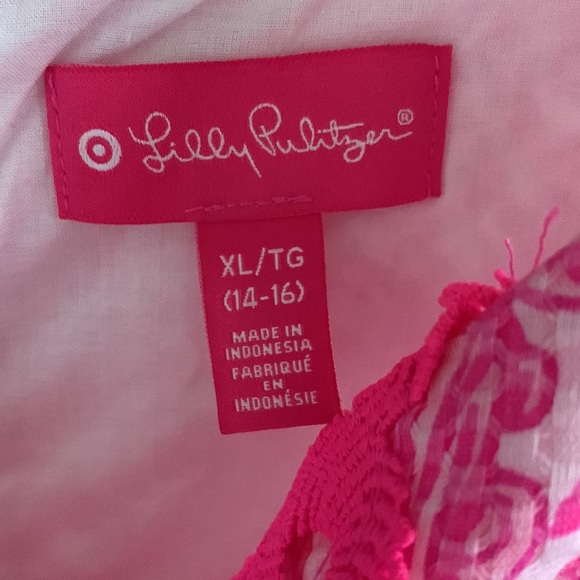 Lilly Pulitzer®
XL/TG
(14-16)
MADE IN
INDONESIA
FABRIQUÉ
EN
INDONÉSIE